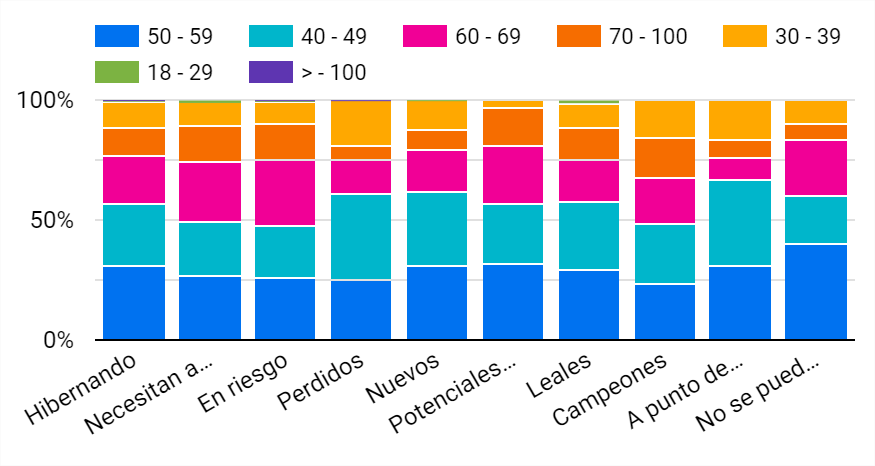 50 - 59 40 - 49 60 - 69 70 - 100 30 - 39
18 - 29 > - 100
100%
50%
0%
Hibernando
Necesitan a...
En riesgo
Perdidos
Nuevos
Potenciales...
Leales
Campeones
A punto de...
No se pued...